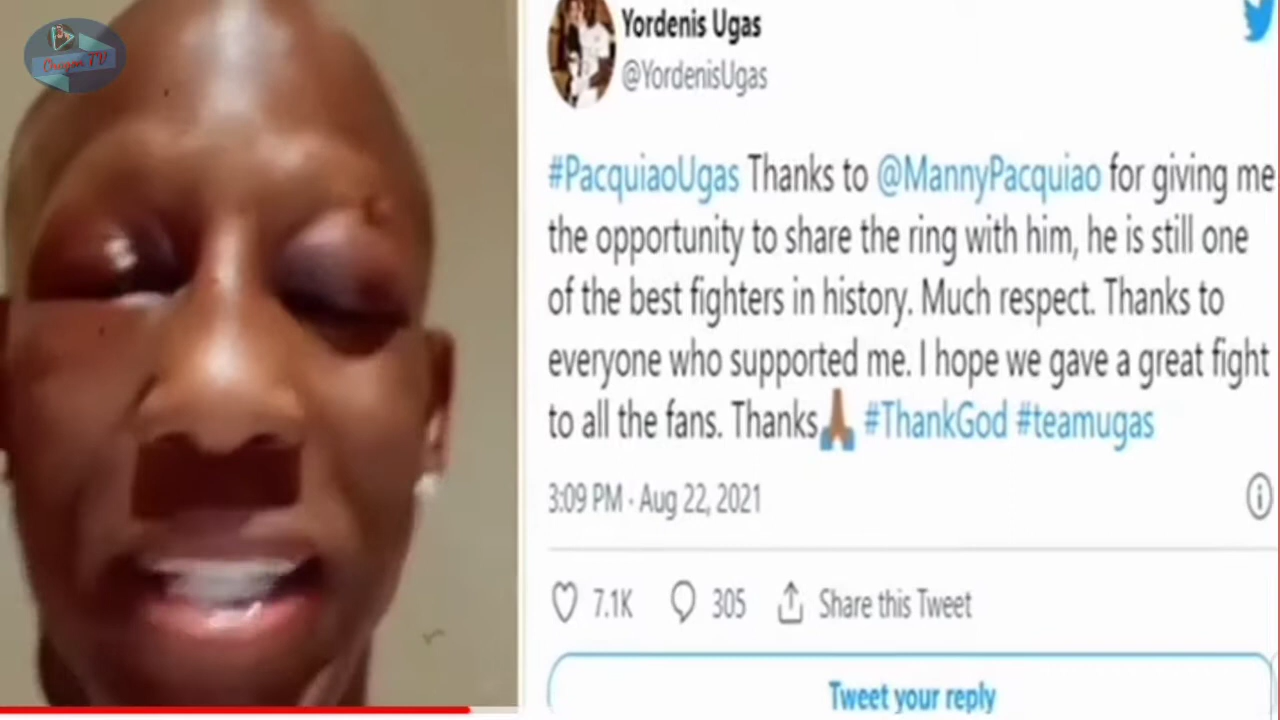 Oragon TV
Yordenis Ugas
@YordenisUgas
#PacquiaoUgas Thanks to @MannyPacquiao for giving me
the opportunity to share the ring with him, he is still one
of the best fighters in history. Much respect. Thanks to
everyone who supported me. I hope we gave a great fight
to all the fans. Thanks🙏🏾 #ThankGod #teamugas
3:09 PM · Aug 22, 2021
7.1K 305 Share this Tweet
Tweet your reply